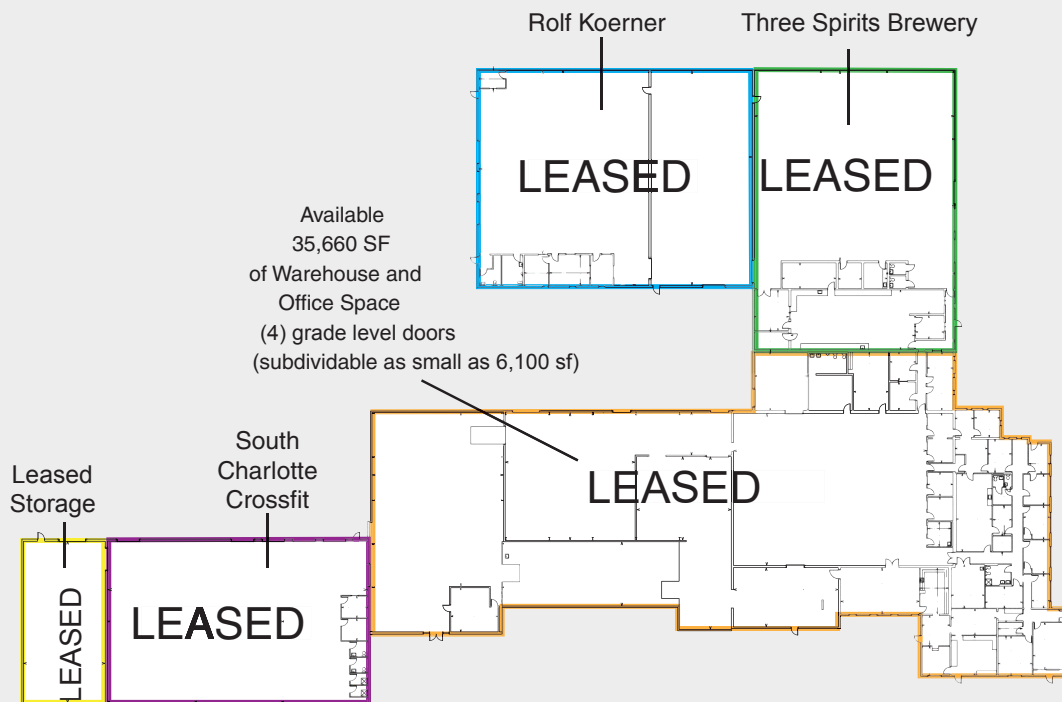 Rolf Koerner
Three Spirits Brewery
LEASED
LEASED
Available
35,660 SF
of Warehouse and
Office Space
(4) grade level doors
(subdividable as small as 6,100 sf)
LEASED
South
Charlotte
Crossfit
Leased
Storage
LEASED
LEASED